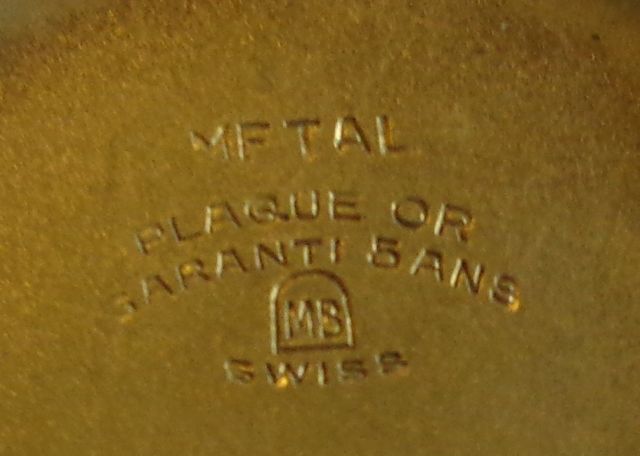 METAL
PLAQUE OR
GARANTI 5 ANS
MB
SWISS